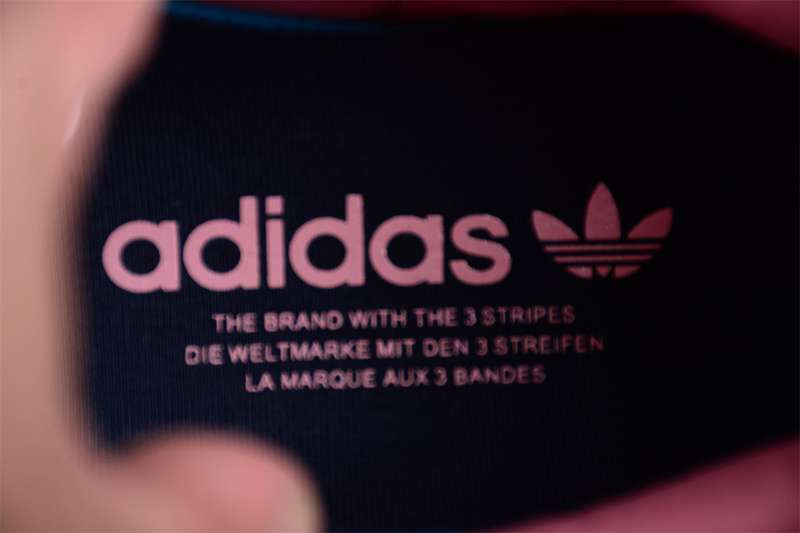 adidas
THE BRAND WITH THE 3 STRIPES
DIE WELTMARKE MIT DEN 3 STREIFEN
LA MARQUE AUX 3 BANDES